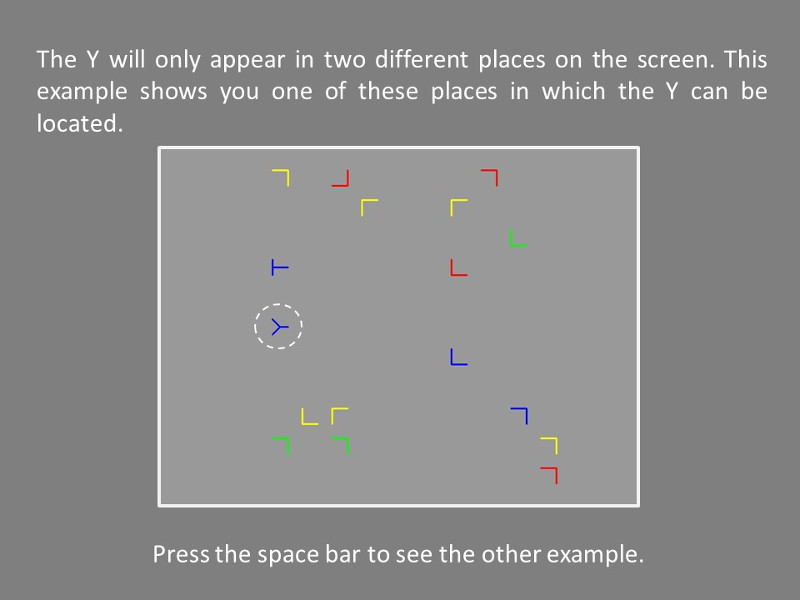 The Y will only appear in two different places on the screen. This
example shows you one of these places in which the Y can be
located.
Press the space bar to see the other example.